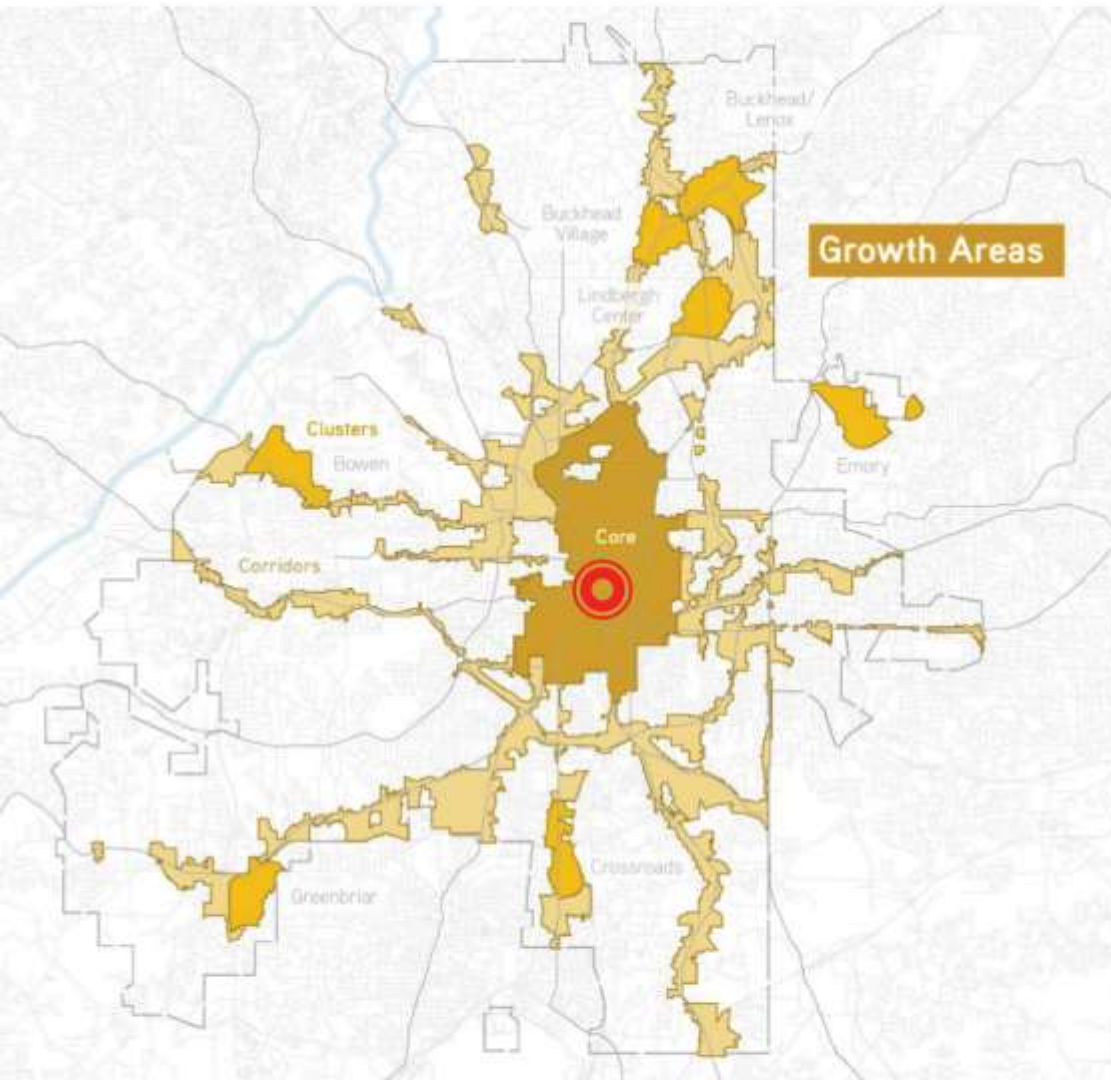 Buckhead/
Lenox
Buckhead
Village
Growth Areas
Lindbergh
Center
Clusters
Bowen
Emory
Core
Corridors
Crossroads
Greenbriar